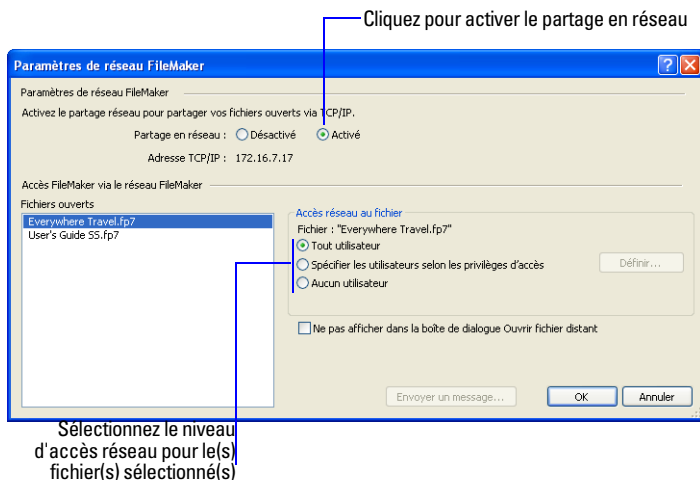 Cliquez pour activer le partage en réseau
Paramètres de réseau FileMaker
Paramètres de réseau FileMaker
Activez le partage réseau pour partager vos fichiers ouverts via TCP/IP.
Partage en réseau : Désactivé Activé
Adresse TCP/IP : 172.16.7.17
Accès FileMaker via le réseau FileMaker
Fichiers ouverts
Everywhere Travel.fp7
User's Guide SS.fp7
Accès réseau au fichier
Fichier : "Everywhere Travel.fp7"
Tout utilisateur
Spécifier les utilisateurs selon les privilèges d'accès
Définir...
Aucun utilisateur
Ne pas afficher dans la boîte de dialogue Ouvrir fichier distant
Envoyer un message...
OK
Annuler
Sélectionnez le niveau
d'accès réseau pour le(s)
fichier(s) sélectionné(s)